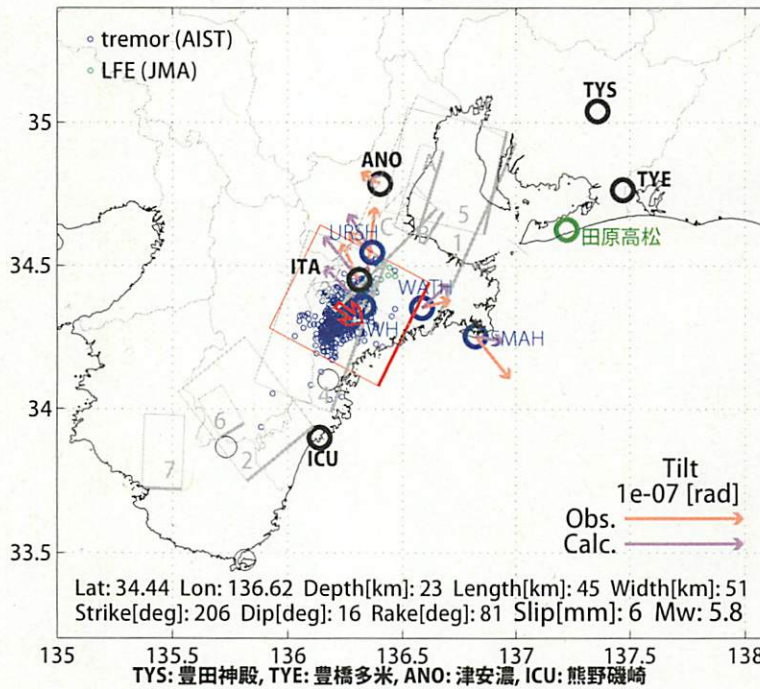 tremor (AIST)
LFE (JMA)
TYS
35
ANO
TYE
C
5
URSH
B
1
田原高松
34.5
ITA
WATH
WH
SMAH
34
4
6
ICU
2
7
Tilt
1e-07 [rad]
33.5
Obs.
Calc.
Lat: 34.44 Lon: 136.62 Depth[km]: 23 Length[km]: 45 Width[km]: 51
Strike[deg]: 206 Dip[deg]: 16 Rake[deg]: 81 Slip[mm]: 6 Mw: 5.8
135 135.5 136 136.5 137 137.5 138
TYS: 豊田神殿, TYE: 豊橋多米, ANO: 津安濃, ICU: 熊野磯崎